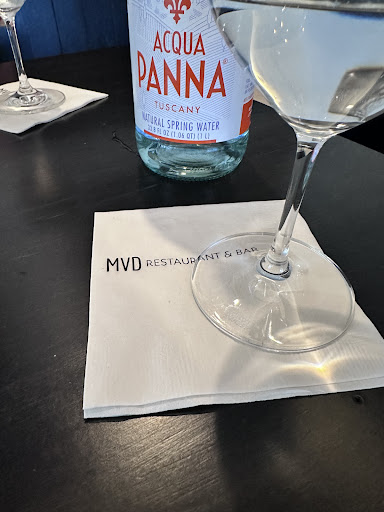 ACQUA
PANNA
TUSCANY
NATURAL SPRING WATER
MVD RESTAURANT & BAR